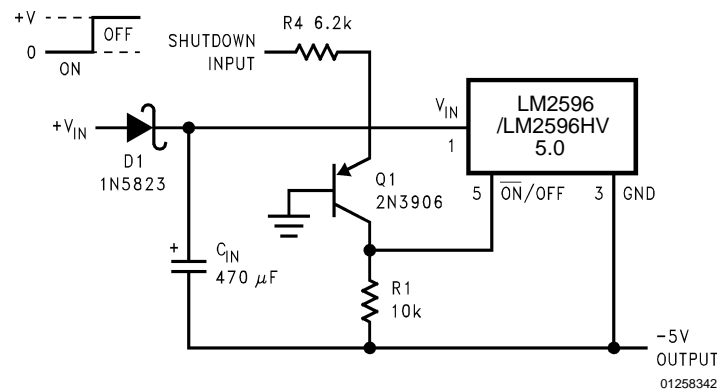 +V
OFF
0
ON
R4 6.2k
SHUTDOWN
INPUT
+VIN
D1
1N5823
VIN
1
LM2596
/LM2596HV
5.0
5 ON/OFF
3 GND
Q1
2N3906
+
CIN
470 μF
R1
10k
–5V
OUTPUT
01258342